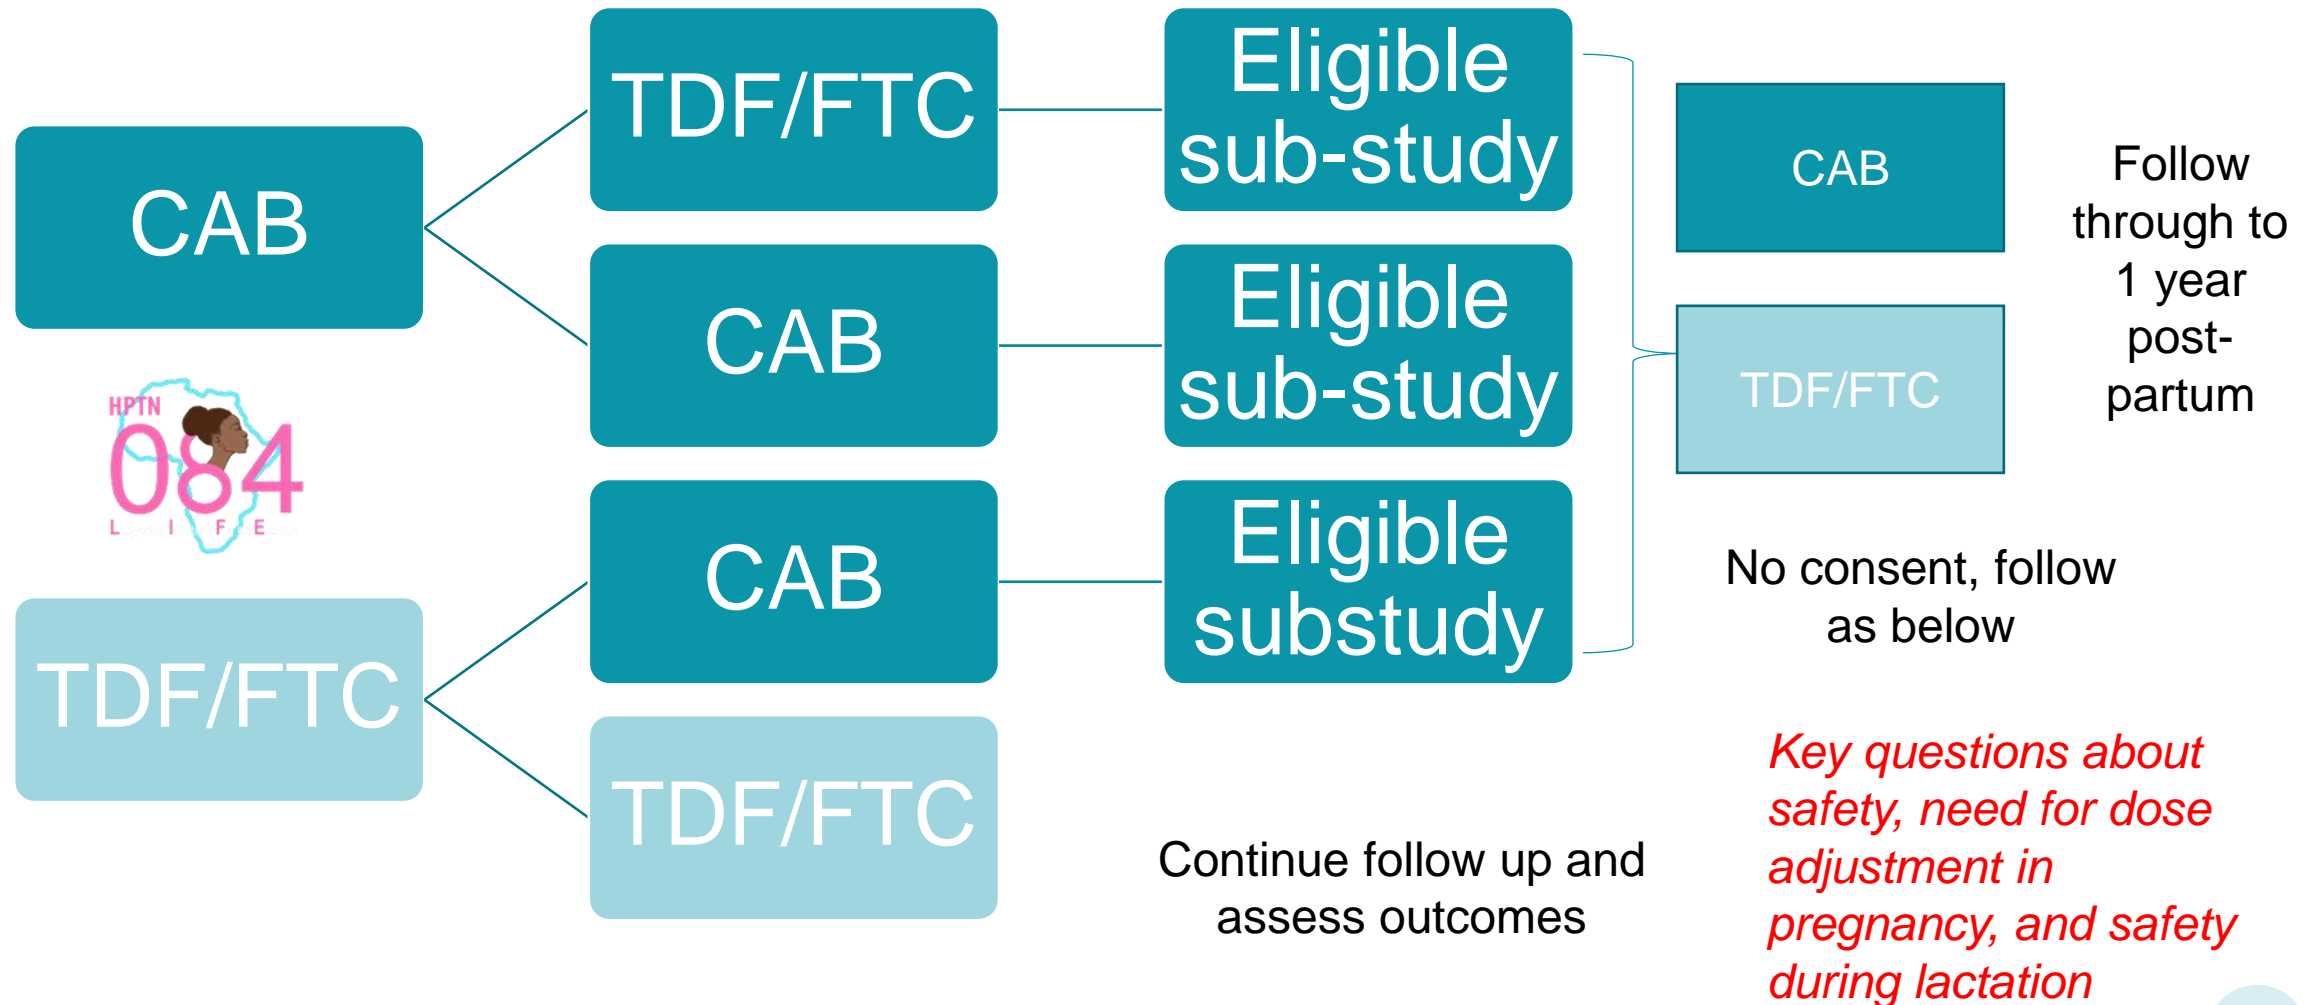 CAB
TDF/FTC
Eligible
sub-study
CAB
Eligible
sub-study
CAB
TDF/FTC
Follow
through to
1 year
post-
partum
HPTN
084
L I F E
TDF/FTC
CAB
Eligible
substudy
TDF/FTC
No consent, follow
as below
Continue follow up and
assess outcomes
Key questions about
safety, need for dose
adjustment in
pregnancy, and safety
during lactation